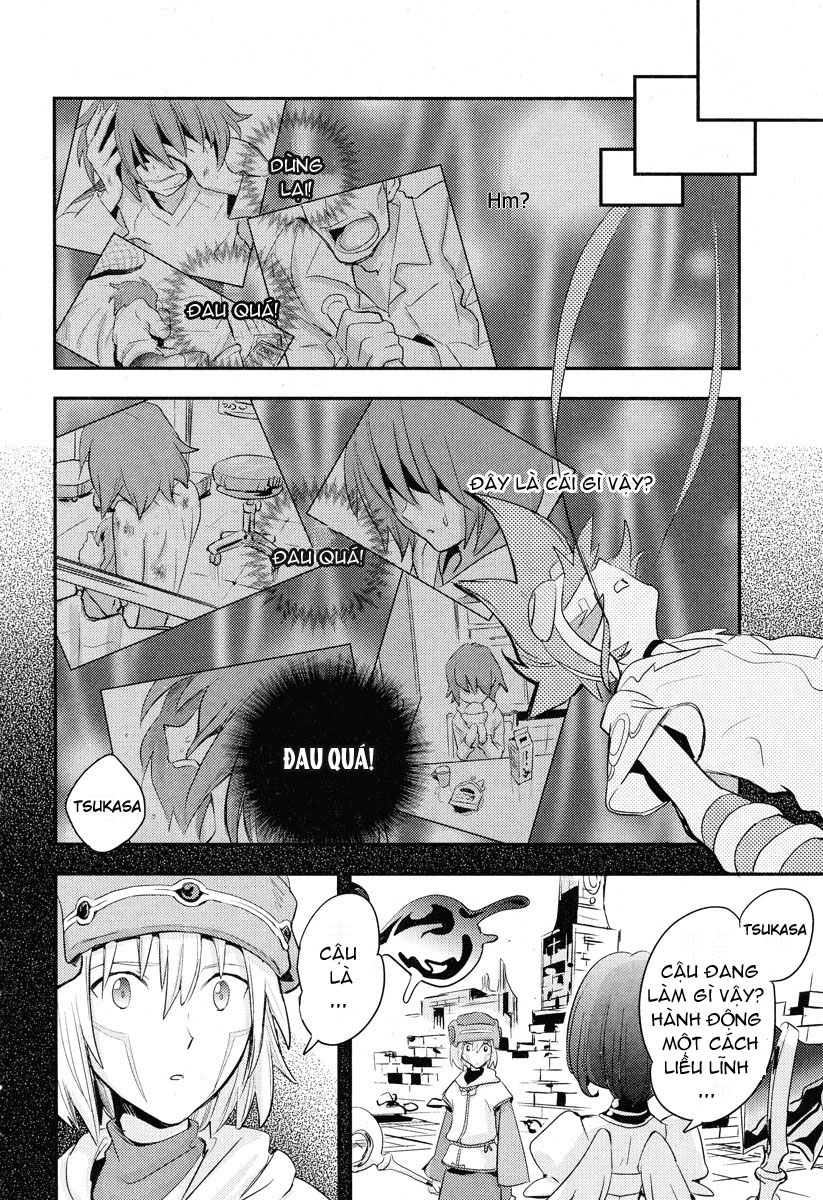 Hm?
DỪNG
LẠI!
ĐAU QUÁ!
ĐÂY LÀ CÁI GÌ VẬY?
ĐAU QUÁ!
ĐAU QUÁ!
TSUKASA
TSUKASA
CẬU ĐANG
LÀM GÌ VẬY?
HÀNH ĐỘNG
MỘT CÁCH
LIỀU LĨNH
...
CẬU
LÀ
...